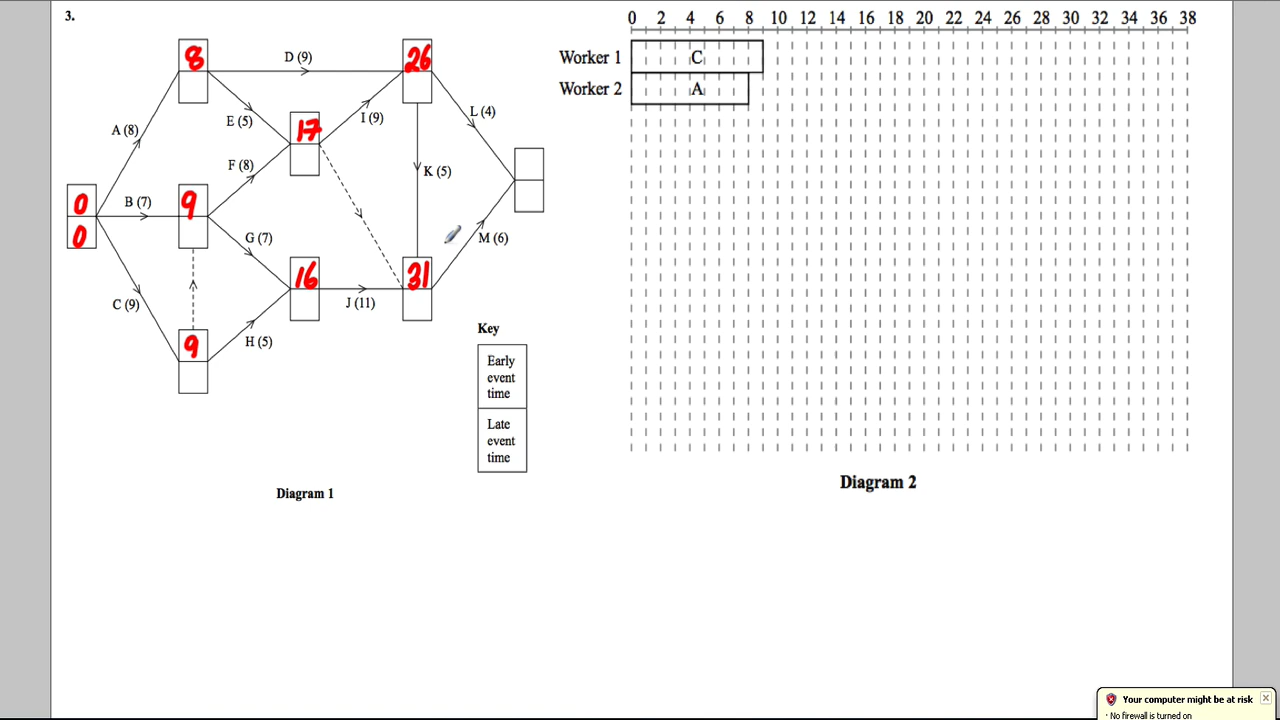 3.
0 2 4 6 8 10 12 14 16 18 20 22 24 26 28 30 32 34 36 38
8
D (9)
26
Worker 1
C
Worker 2
A
A (8)
E (5)
17
I (9)
L (4)
F (8)
K (5)
0
0
B (7)
9
G (7)
M (6)
16
31
C (9)
J (11)
9
H (5)
Key
Early
event
time
Late
event
time
Diagram 1
Diagram 2
Your computer might be at risk
· No firewall is turned on